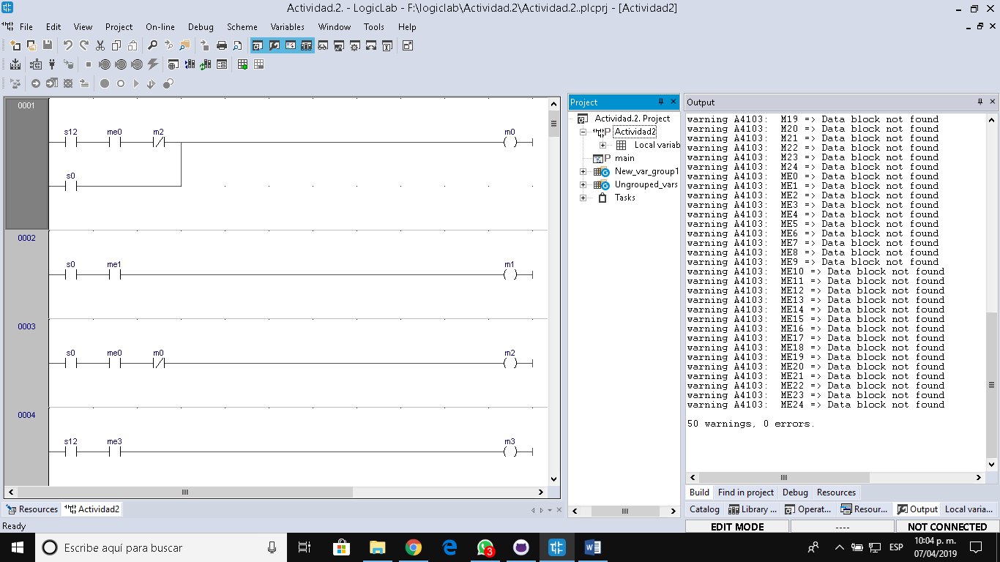 Actividad.2. - LogicLab - F:\logiclab\Actividad.2\Actividad.2..plcprj - [Actividad2]
File Edit View Project On-line Debug Scheme Variables Window Tools Help
0001
s12 me0 m2 m0
s0
0002
s0 me1 m1
0003
s0 me0 m0 m2
0004
s12 me3 m3
Resources Actividad2
Project
Actividad.2. Project
Actividad2
Local variab
main
New_var_group1
Ungrouped_vars
Tasks
Output
warning A4103: M19 => Data block not found
warning A4103: M20 => Data block not found
warning A4103: M21 => Data block not found
warning A4103: M22 => Data block not found
warning A4103: M23 => Data block not found
warning A4103: M24 => Data block not found
warning A4103: ME0 => Data block not found
warning A4103: ME1 => Data block not found
warning A4103: ME2 => Data block not found
warning A4103: ME3 => Data block not found
warning A4103: ME4 => Data block not found
warning A4103: ME5 => Data block not found
warning A4103: ME6 => Data block not found
warning A4103: ME7 => Data block not found
warning A4103: ME8 => Data block not found
warning A4103: ME9 => Data block not found
warning A4103: ME10 => Data block not found
warning A4103: ME11 => Data block not found
warning A4103: ME12 => Data block not found
warning A4103: ME13 => Data block not found
warning A4103: ME14 => Data block not found
warning A4103: ME15 => Data block not found
warning A4103: ME16 => Data block not found
warning A4103: ME17 => Data block not found
warning A4103: ME18 => Data block not found
warning A4103: ME19 => Data block not found
warning A4103: ME20 => Data block not found
warning A4103: ME21 => Data block not found
warning A4103: ME22 => Data block not found
warning A4103: ME23 => Data block not found
warning A4103: ME24 => Data block not found
50 warnings, 0 errors.
Build Find in project Debug Resources
Catalog Library ... Operat... Resour... Output Local varia...
Ready
EDIT MODE ---- NOT CONNECTED
Escribe aquí para buscar
3
ESP
10:04 p. m.
07/04/2019